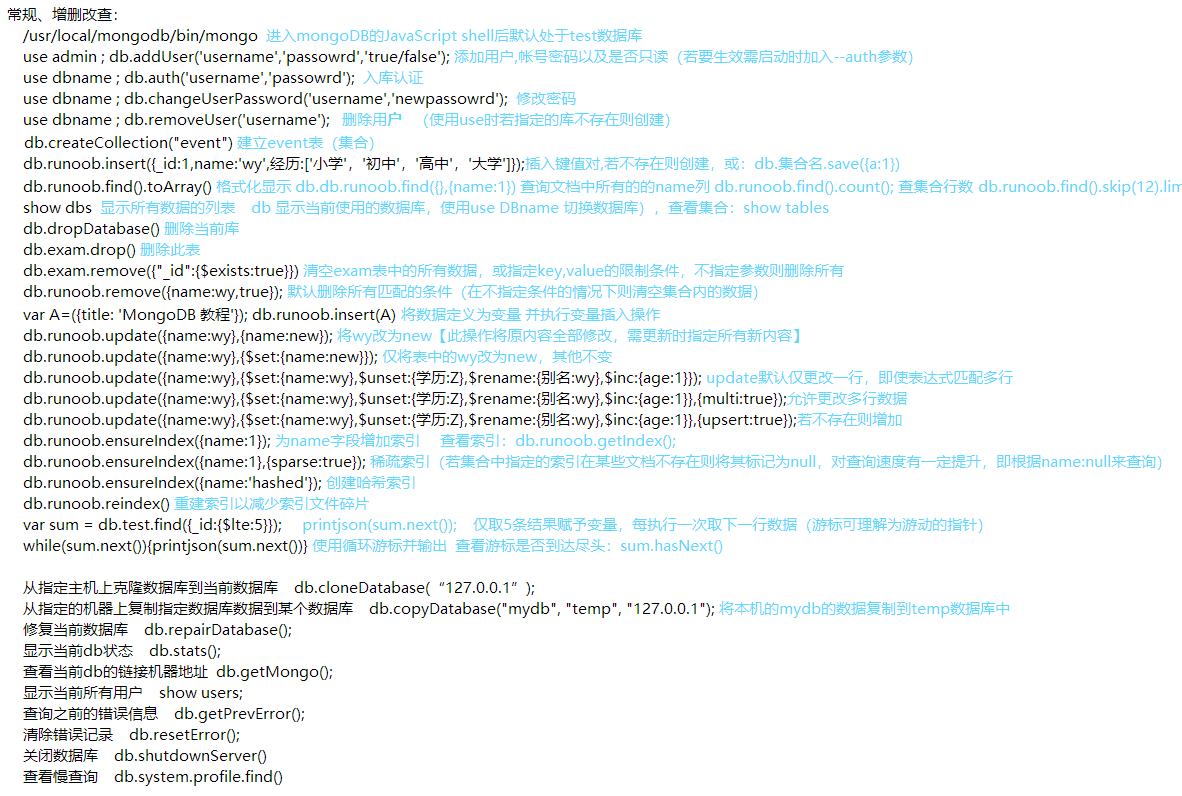 常规、增删改查：
/usr/local/mongodb/bin/mongo 进入mongoDB的JavaScript shell后默认处于test数据库
use admin ; db.addUser('username','passowrd','true/false'); 添加用户,帐号密码以及是否只读（若要生效需启动时加入--auth参数）
use dbname ; db.auth('username','passowrd'); 入库认证
use dbname ; db.changeUserPassword('username','newpassowrd'); 修改密码
use dbname ; db.removeUser('username'); 删除用户 （使用use时若指定的库不存在则创建）
db.createCollection("event") 建立event表（集合）
db.runoob.insert({_id:1,name:'wy',经历:['小学'，'初中'，'高中'，'大学']});插入键值对,若不存在则创建，或：db.集合名.save({a:1})
db.runoob.find().toArray() 格式化显示 db.db.runoob.find({},{name:1}) 查询文档中所有的的name列 db.runoob.find().count(); 查集合行数 db.runoob.find().skip(12).lim
show dbs 显示所有数据的列表 db 显示当前使用的数据库，使用use DBname 切换数据库），查看集合：show tables
db.dropDatabase() 删除当前库
db.exam.drop() 删除此表
db.exam.remove({"_id":{$exists:true}}) 清空exam表中的所有数据，或指定key,value的限制条件，不指定参数则删除所有
db.runoob.remove({name:wy,true}); 默认删除所有匹配的条件（在不指定条件的情况下则清空集合内的数据）
var A=({title: 'MongoDB 教程'}); db.runoob.insert(A) 将数据定义为变量 并执行变量插入操作
db.runoob.update({name:wy},{name:new}); 将wy改为new【此操作将原内容全部修改，需更新时指定所有新内容】
db.runoob.update({name:wy},{$set:{name:new}}); 仅将表中的wy改为new，其他不变
db.runoob.update({name:wy},{$set:{name:wy},$unset:{学历:Z},$rename:{别名:wy},$inc:{age:1}}); update默认仅更改一行，即使表达式匹配多行
db.runoob.update({name:wy},{$set:{name:wy},$unset:{学历:Z},$rename:{别名:wy},$inc:{age:1}},{multi:true});允许更改多行数据
db.runoob.update({name:wy},{$set:{name:wy},$unset:{学历:Z},$rename:{别名:wy},$inc:{age:1}},{upsert:true});若不存在则增加
db.runoob.ensureIndex({name:1}); 为name字段增加索引 查看索引：db.runoob.getIndex();
db.runoob.ensureIndex({name:1},{sparse:true}); 稀疏索引（若集合中指定的索引在某些文档不存在则将其标记为null，对查询速度有一定提升，即根据name:null来查询）
db.runoob.ensureIndex({name:'hashed'}); 创建哈希索引
db.runoob.reindex() 重建索引以减少索引文件碎片
var sum = db.test.find({_id:{$lte:5}}); printjson(sum.next()); 仅取5条结果赋予变量，每执行一次取下一行数据（游标可理解为游动的指针）
while(sum.next()){printjson(sum.next())} 使用循环游标并输出 查看游标是否到达尽头：sum.hasNext()
从指定主机上克隆数据库到当前数据库 db.cloneDatabase(“127.0.0.1”);
从指定的机器上复制指定数据库数据到某个数据库 db.copyDatabase("mydb", "temp", "127.0.0.1"); 将本机的mydb的数据复制到temp数据库中
修复当前数据库 db.repairDatabase();
显示当前db状态 db.stats();
查看当前db的链接机器地址 db.getMongo();
显示当前所有用户 show users;
查询之前的错误信息 db.getPrevError();
清除错误记录 db.resetError();
关闭数据库 db.shutdownServer()
查看慢查询 db.system.profile.find()